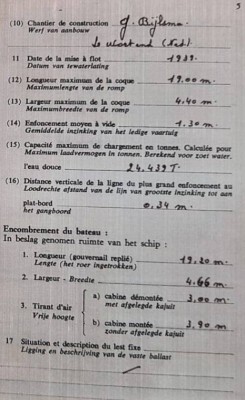 5
(10) Chantier de construction G. Bijlsma
Werf van aanbouw
(Ned).
11 Date de la mise à flot 1939.
Datum van tewaterlating
(12) Longueur maximum de la coque 19.00 m.
Maximumlengte van de romp
(13) Largeur maximum de la coque 4.40 m.
Maximumbreedte van de romp
(14) Enfoncement moyen à vide 1.30 m.
Gemiddelde inzinking van het ledige vaartuig
(15) Capacité maximum de chargement en tonnes. Calculée pour
Maximum laadvermogen in tonnen. Berekend voor zoet water.
l'eau douce 24,439 T.
(16) Distance verticale de la ligne du plus grand enfoncement au
Loodrechte afstand van de lijn van grootste inzinking tot aan
plat-bord 0,34 m.
het gangboord
Encombrement du bateau :
In beslag genomen ruimte van het schip :
1. Longueur (gouvernail replié) 19.20 m.
Lengte (het roer ingetrokken)
2. Largeur - Breedte 4.66 m.
3. Tirant d'air
Vrije hoogte
a) cabine démontée 3,00 m.
met afgelegde kajuit
b) cabine montée 3,90 m.
zonder afgelegde kajuit
17 Situation et description du lest fixe
Ligging en beschrijving van de vaste ballast